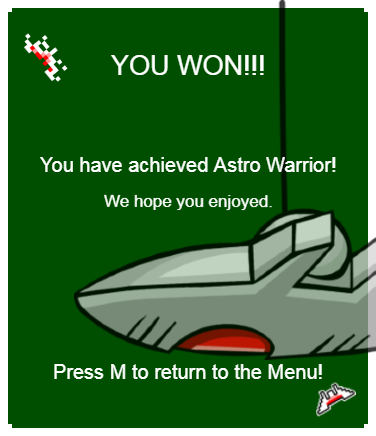 YOU WON!!!
You have achieved Astro Warrior!
We hope you enjoyed.
Press M to return to the Menu!